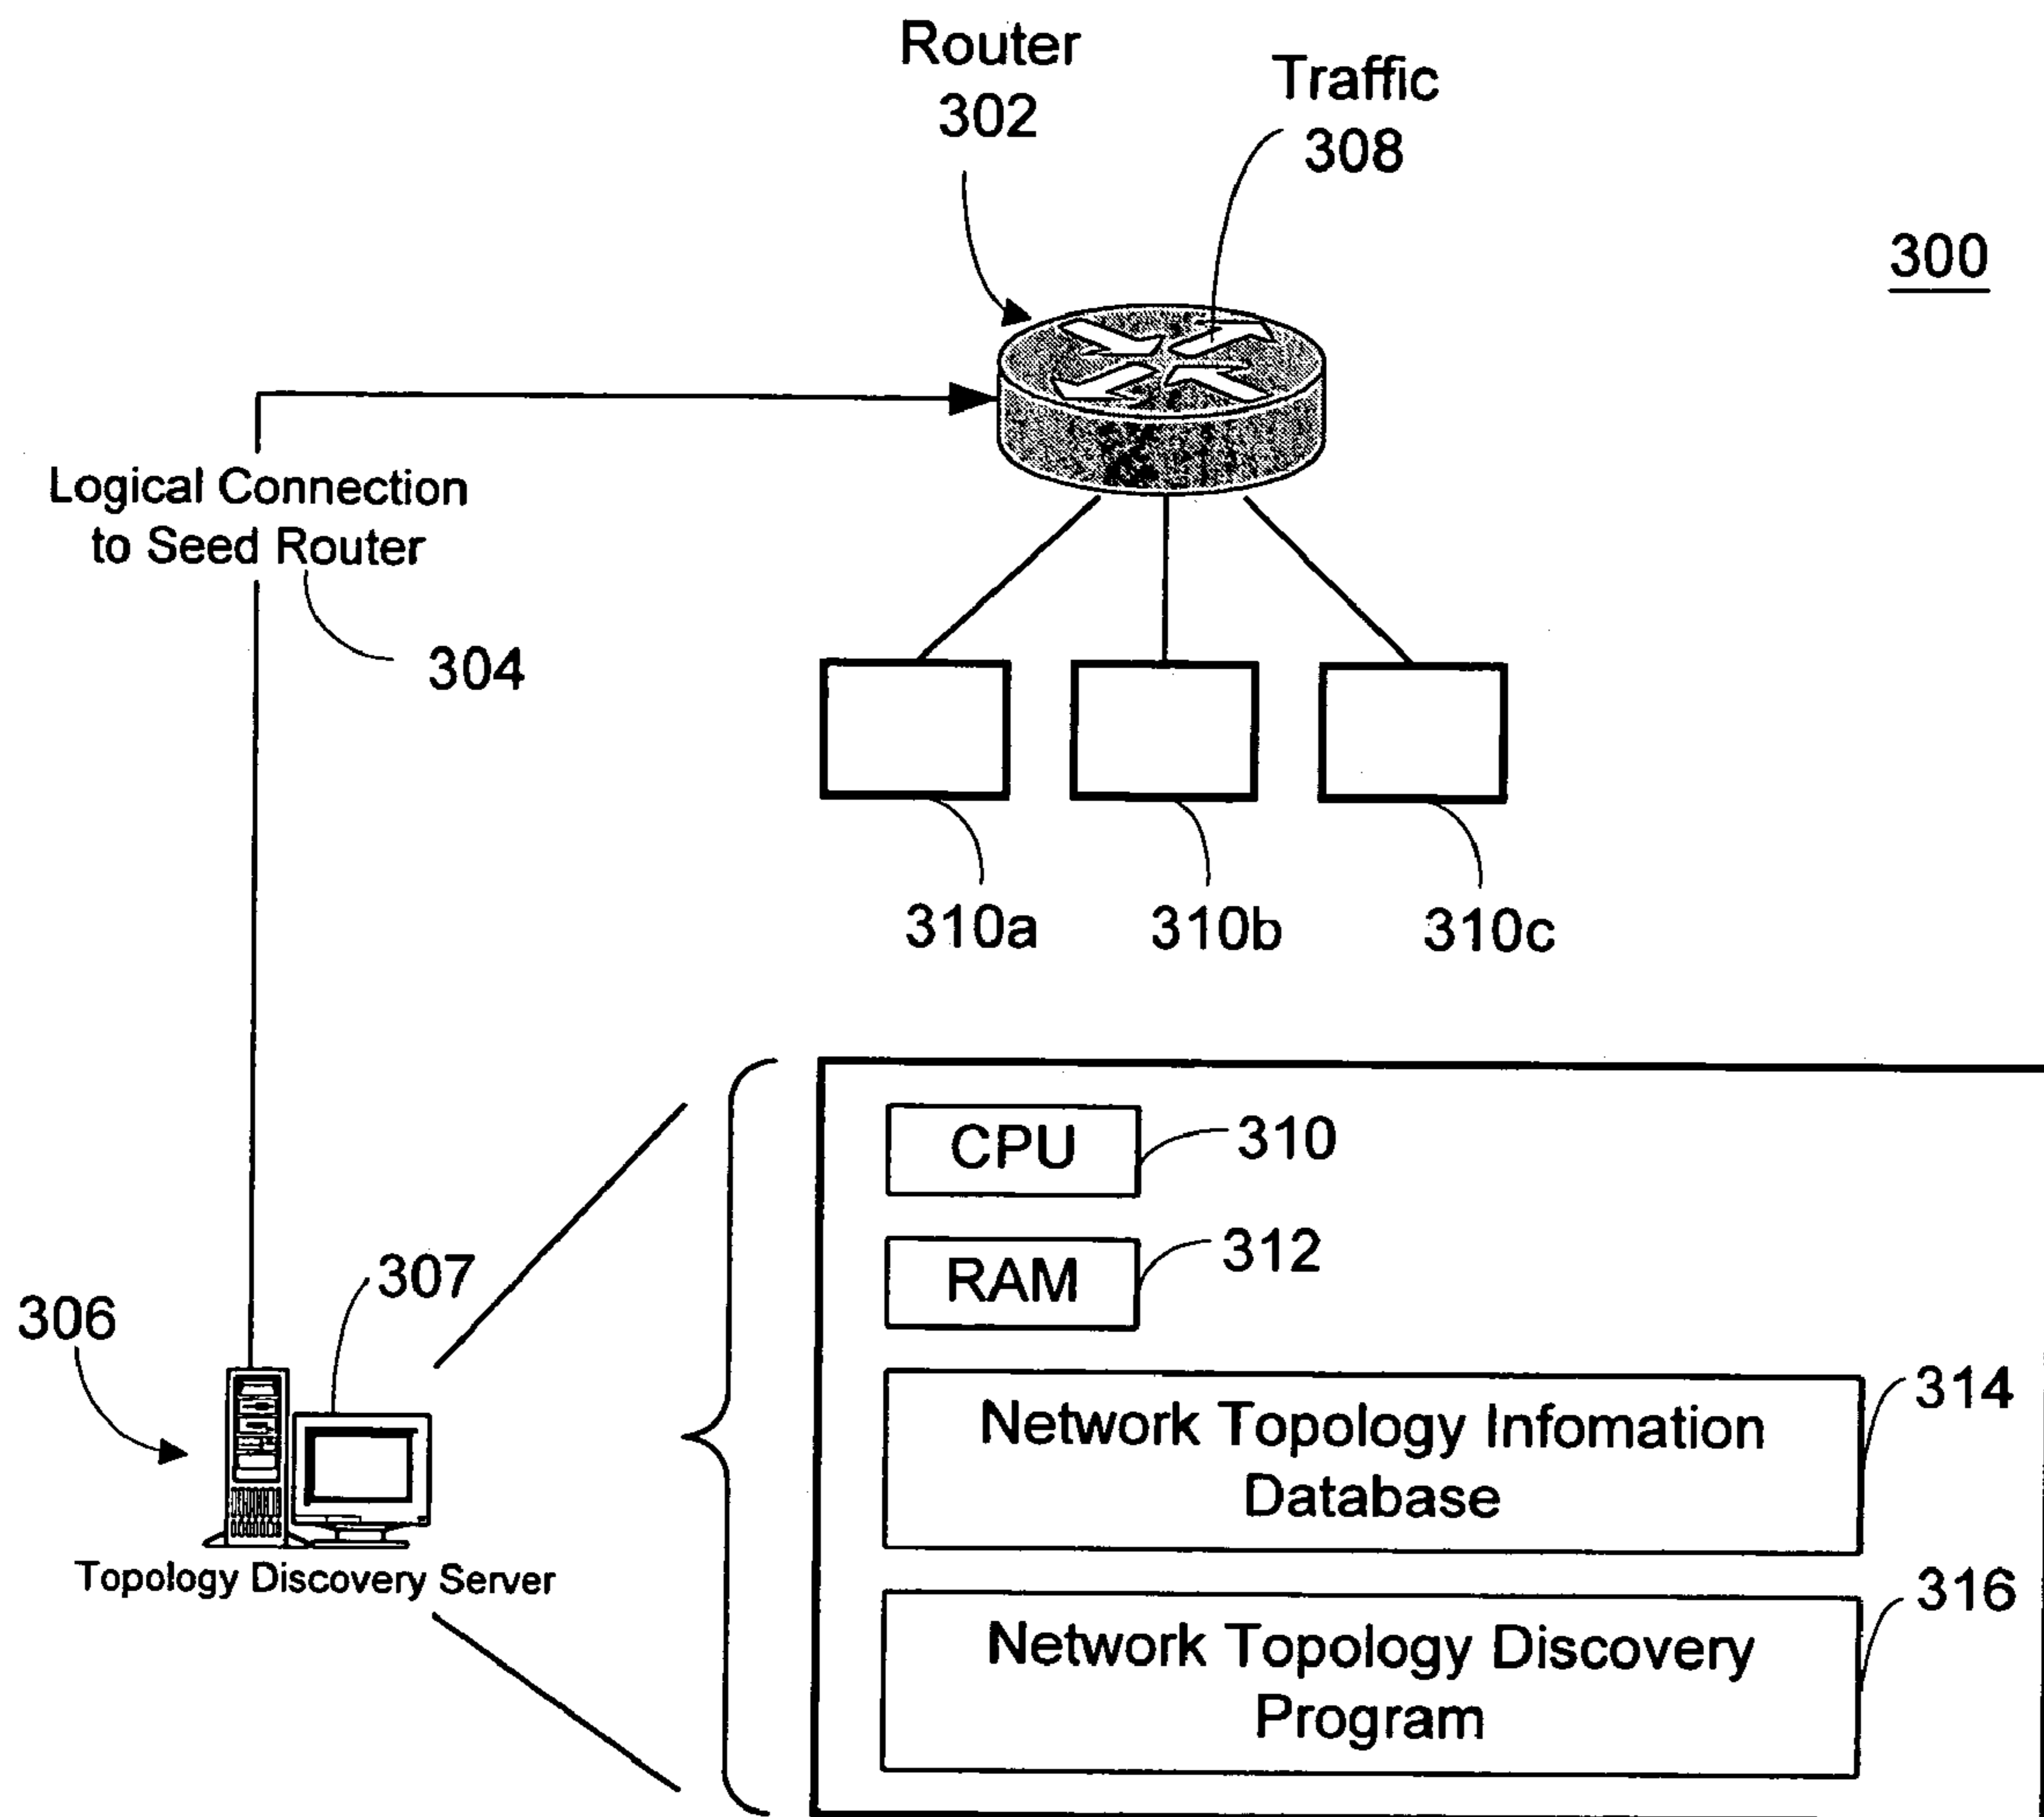 Router
302
Traffic
308
300
Logical Connection
to Seed Router
304
310a
310b
310c
CPU
310
RAM
312
307
306
Network Topology Infomation
Database
314
Topology Discovery Server
Network Topology Discovery
Program
316